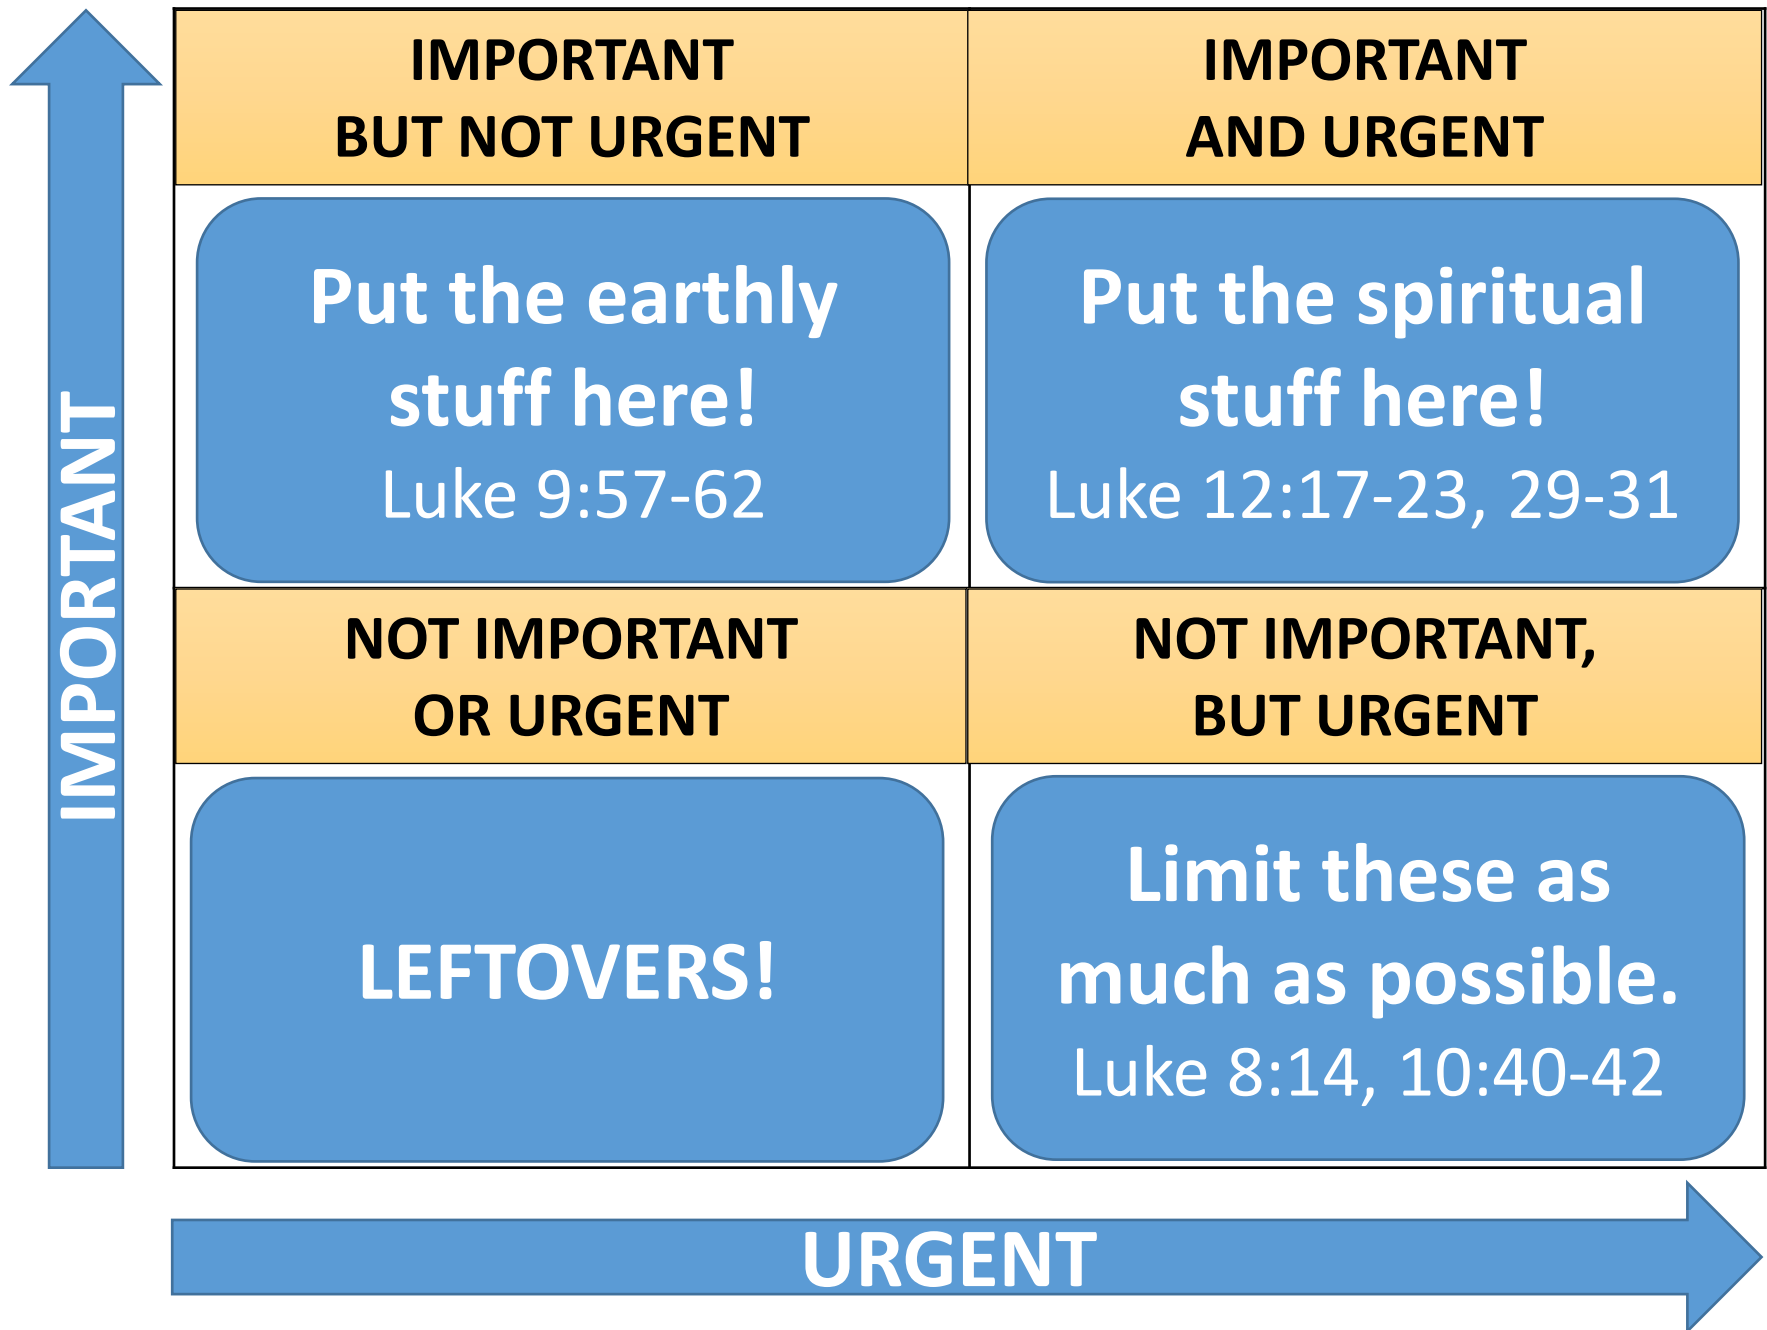 IMPORTANT
BUT NOT URGENT
IMPORTANT
AND URGENT
Put the earthly
stuff here!
Luke 9:57-62
Put the spiritual
stuff here!
Luke 12:17-23, 29-31
IMPORTANT
NOT IMPORTANT
OR URGENT
NOT IMPORTANT,
BUT URGENT
LEFTOVERS!
Limit these as
much as possible.
Luke 8:14, 10:40-42
URGENT